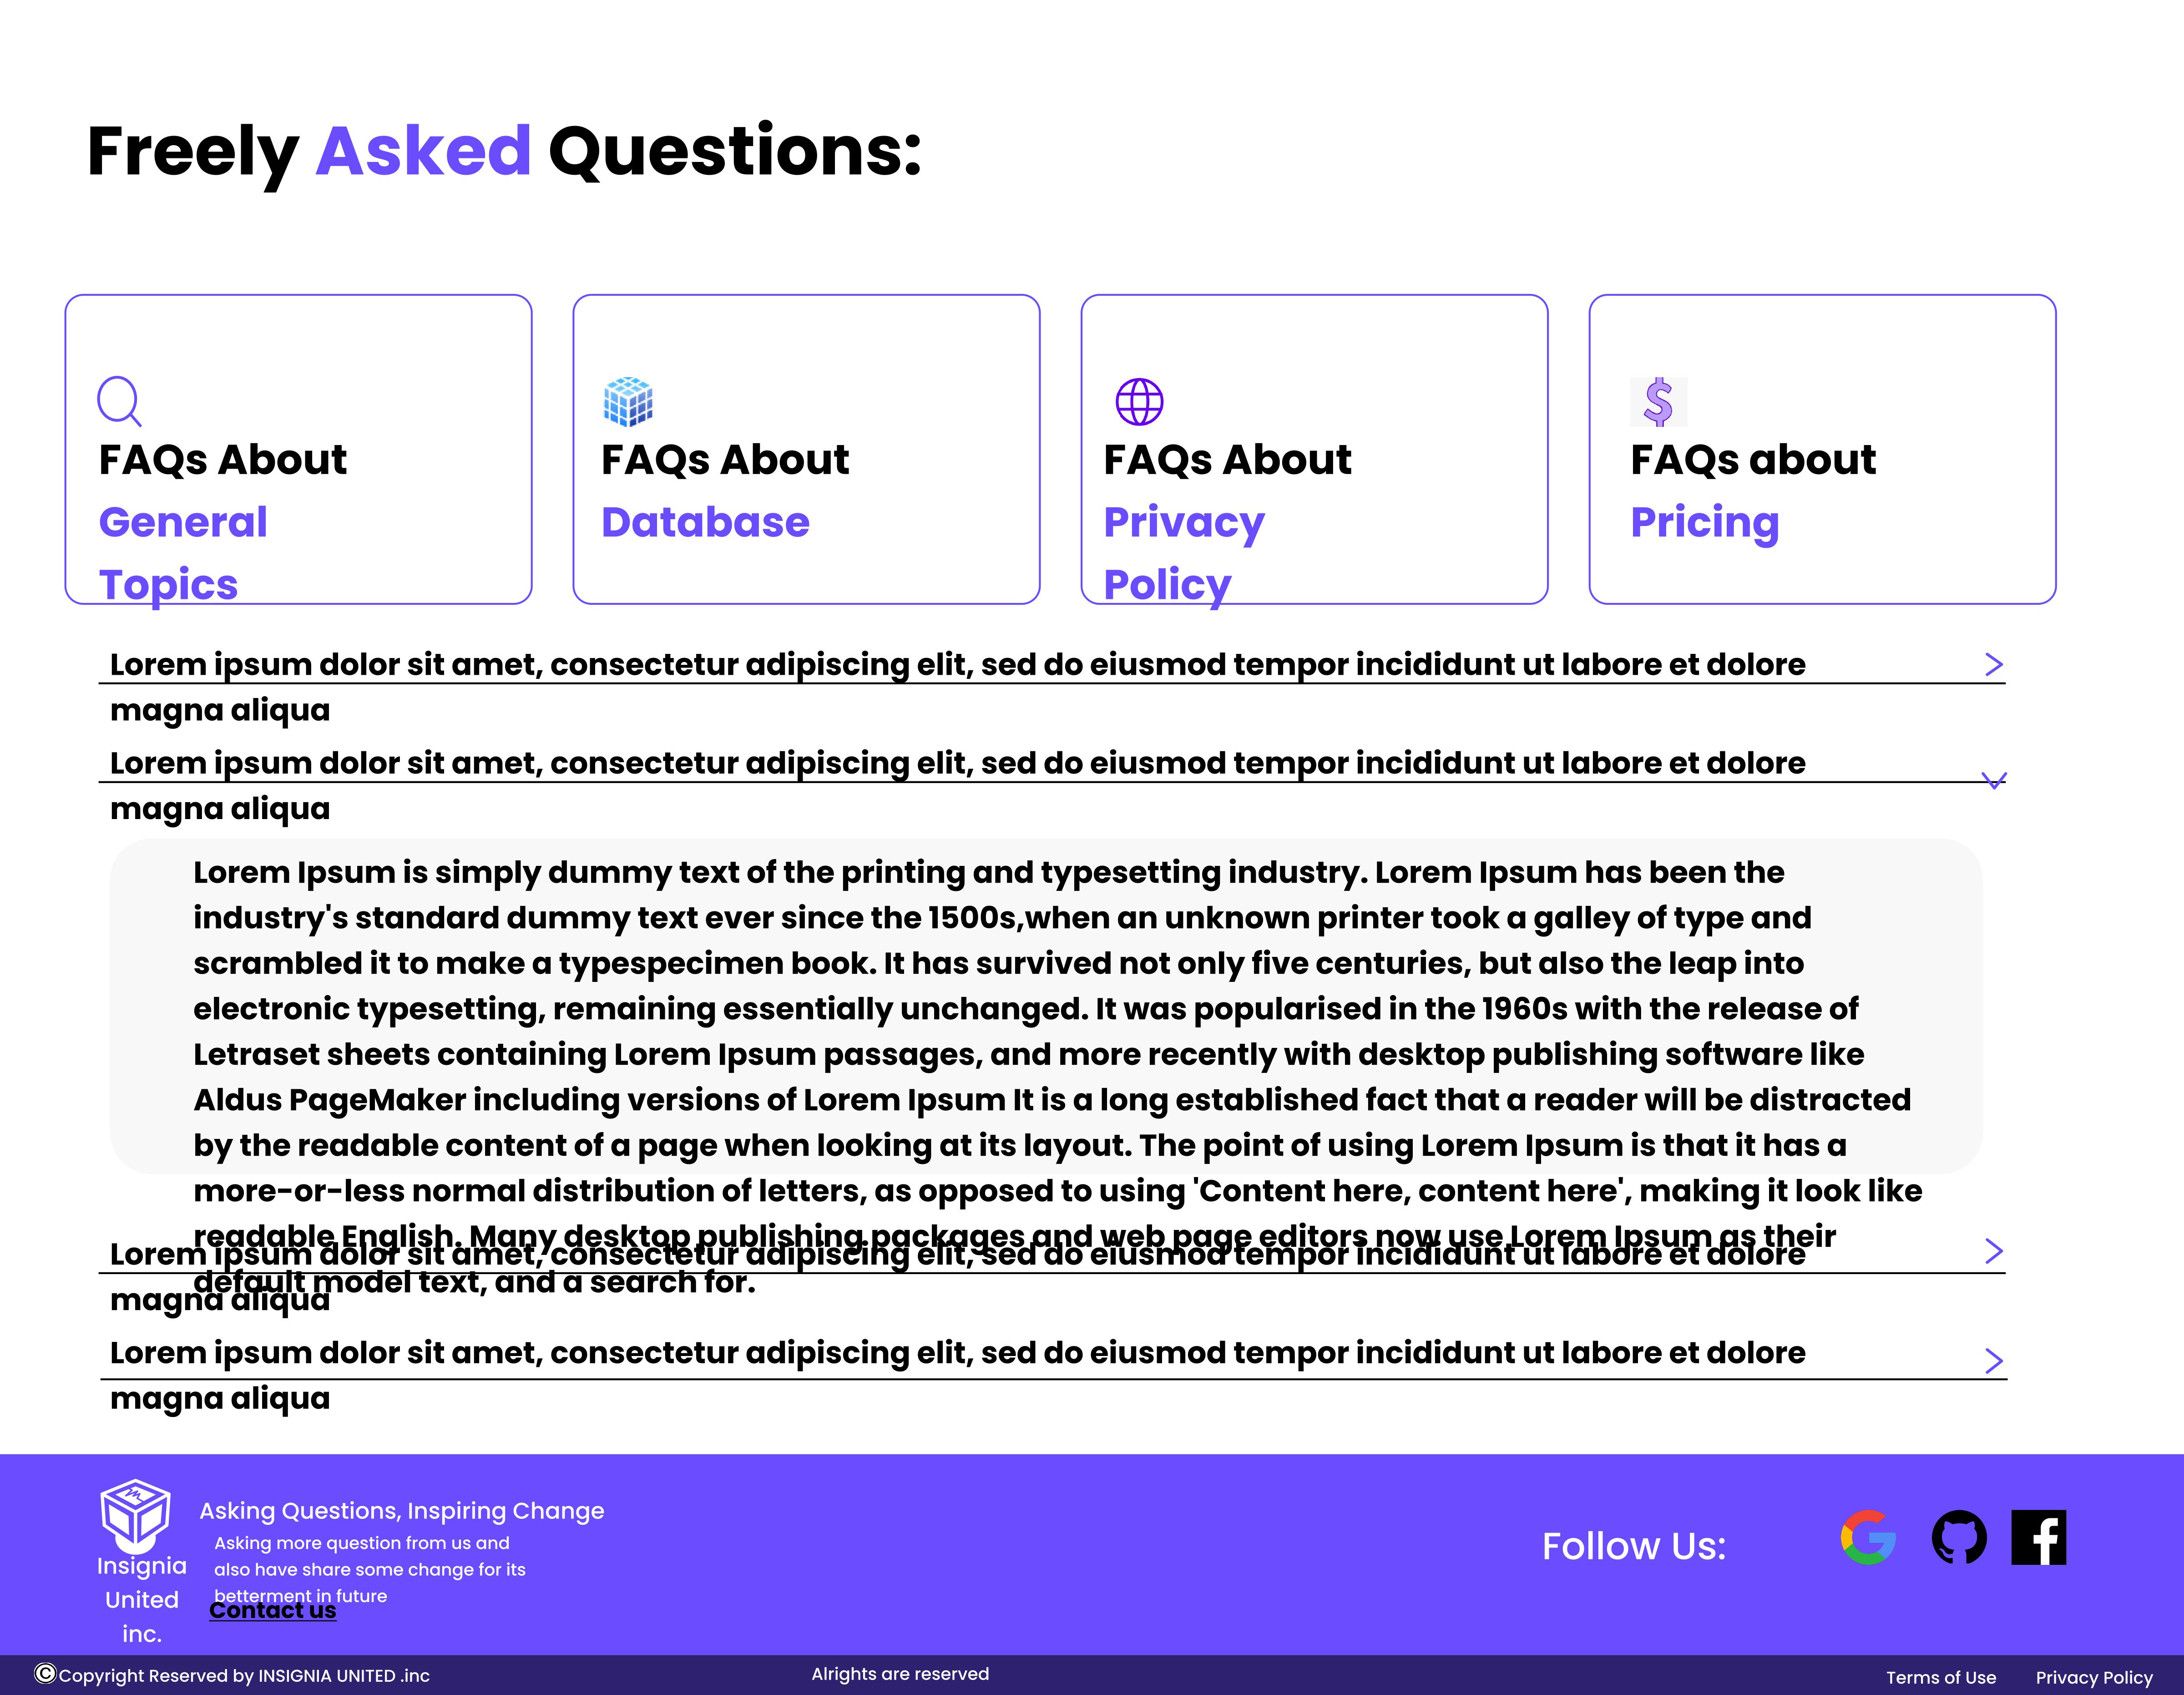 Freely Asked Questions:
FAQs About
General
Topics
FAQs About
Database
FAQs About
Privacy
Policy
FAQs about
Pricing
Lorem ipsum dolor sit amet, consectetur adipiscing elit, sed do eiusmod tempor incididunt ut labore et dolore
magna aliqua
Lorem ipsum dolor sit amet, consectetur adipiscing elit, sed do eiusmod tempor incididunt ut labore et dolore
magna aliqua
Lorem Ipsum is simply dummy text of the printing and typesetting industry. Lorem Ipsum has been the
industry's standard dummy text ever since the 1500s,when an unknown printer took a galley of type and
scrambled it to make a typespecimen book. It has survived not only five centuries, but also the leap into
electronic typesetting, remaining essentially unchanged. It was popularised in the 1960s with the release of
Letraset sheets containing Lorem Ipsum passages, and more recently with desktop publishing software like
Aldus PageMaker including versions of Lorem Ipsum It is a long established fact that a reader will be distracted
by the readable content of a page when looking at its layout. The point of using Lorem Ipsum is that it has a
more-or-less normal distribution of letters, as opposed to using 'Content here, content here', making it look like
readable English. Many desktop publishing packages and web page editors now use Lorem Ipsum as their
default model text, and a search for.
Lorem ipsum dolor sit amet, consectetur adipiscing elit, sed do eiusmod tempor incididunt ut labore et dolore
magna aliqua
Lorem ipsum dolor sit amet, consectetur adipiscing elit, sed do eiusmod tempor incididunt ut labore et dolore
magna aliqua
Insignia
United
inc.
Asking Questions, Inspiring Change
Asking more question from us and
also have share some change for its
betterment in future
Contact us
Follow Us:
©Copyright Reserved by INSIGNIA UNITED .inc
Alrights are reserved
Terms of Use
Privacy Policy